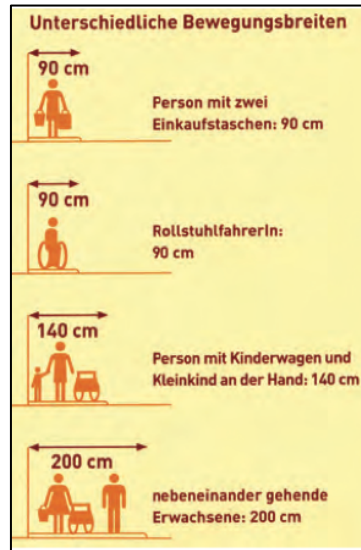 Unterschiedliche Bewegungsbreiten
90 cm
Person mit zwei
Einkaufstaschen: 90 cm
90 cm
RollstuhlfahrerIn:
90 cm
140 cm
Person mit Kinderwagen und
Kleinkind an der Hand: 140 cm
200 cm
nebeneinander gehende
Erwachsene: 200 cm